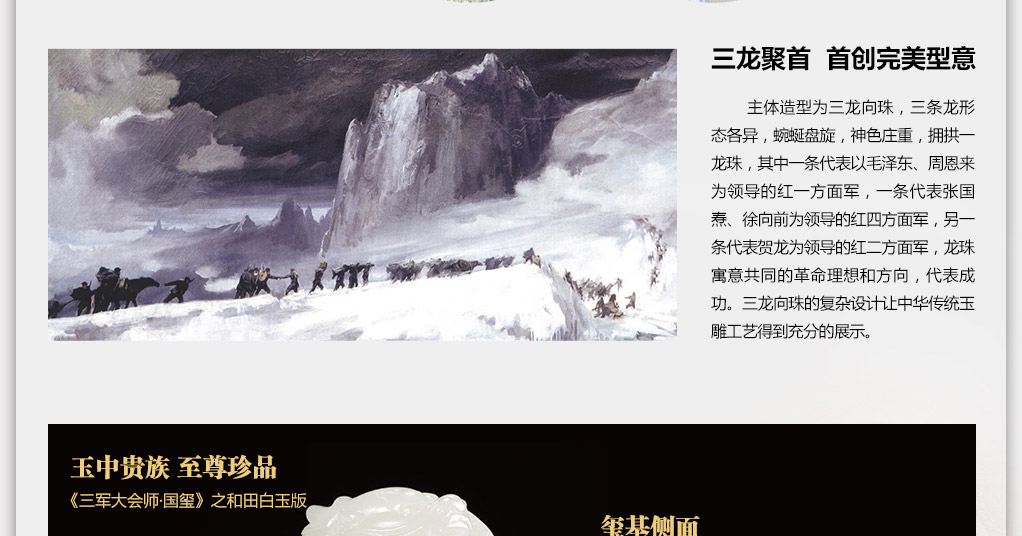 三龙聚首 首创完美型意
主体造型为三龙向珠，三条龙形
态各异，蜿蜒盘旋，神色庄重，拥拱一
龙珠，其中一条代表以毛泽东、周恩来
为领导的红一方面军，一条代表张国
焘、徐向前为领导的红四方面军，另一
条代表贺龙为领导的红二方面军，龙珠
寓意共同的革命理想和方向，代表成
功。三龙向珠的复杂设计让中华传统玉
雕工艺得到充分的展示。
玉中贵族 至尊珍品
《三军大会师·国玺》之和田白玉版
玺基侧面